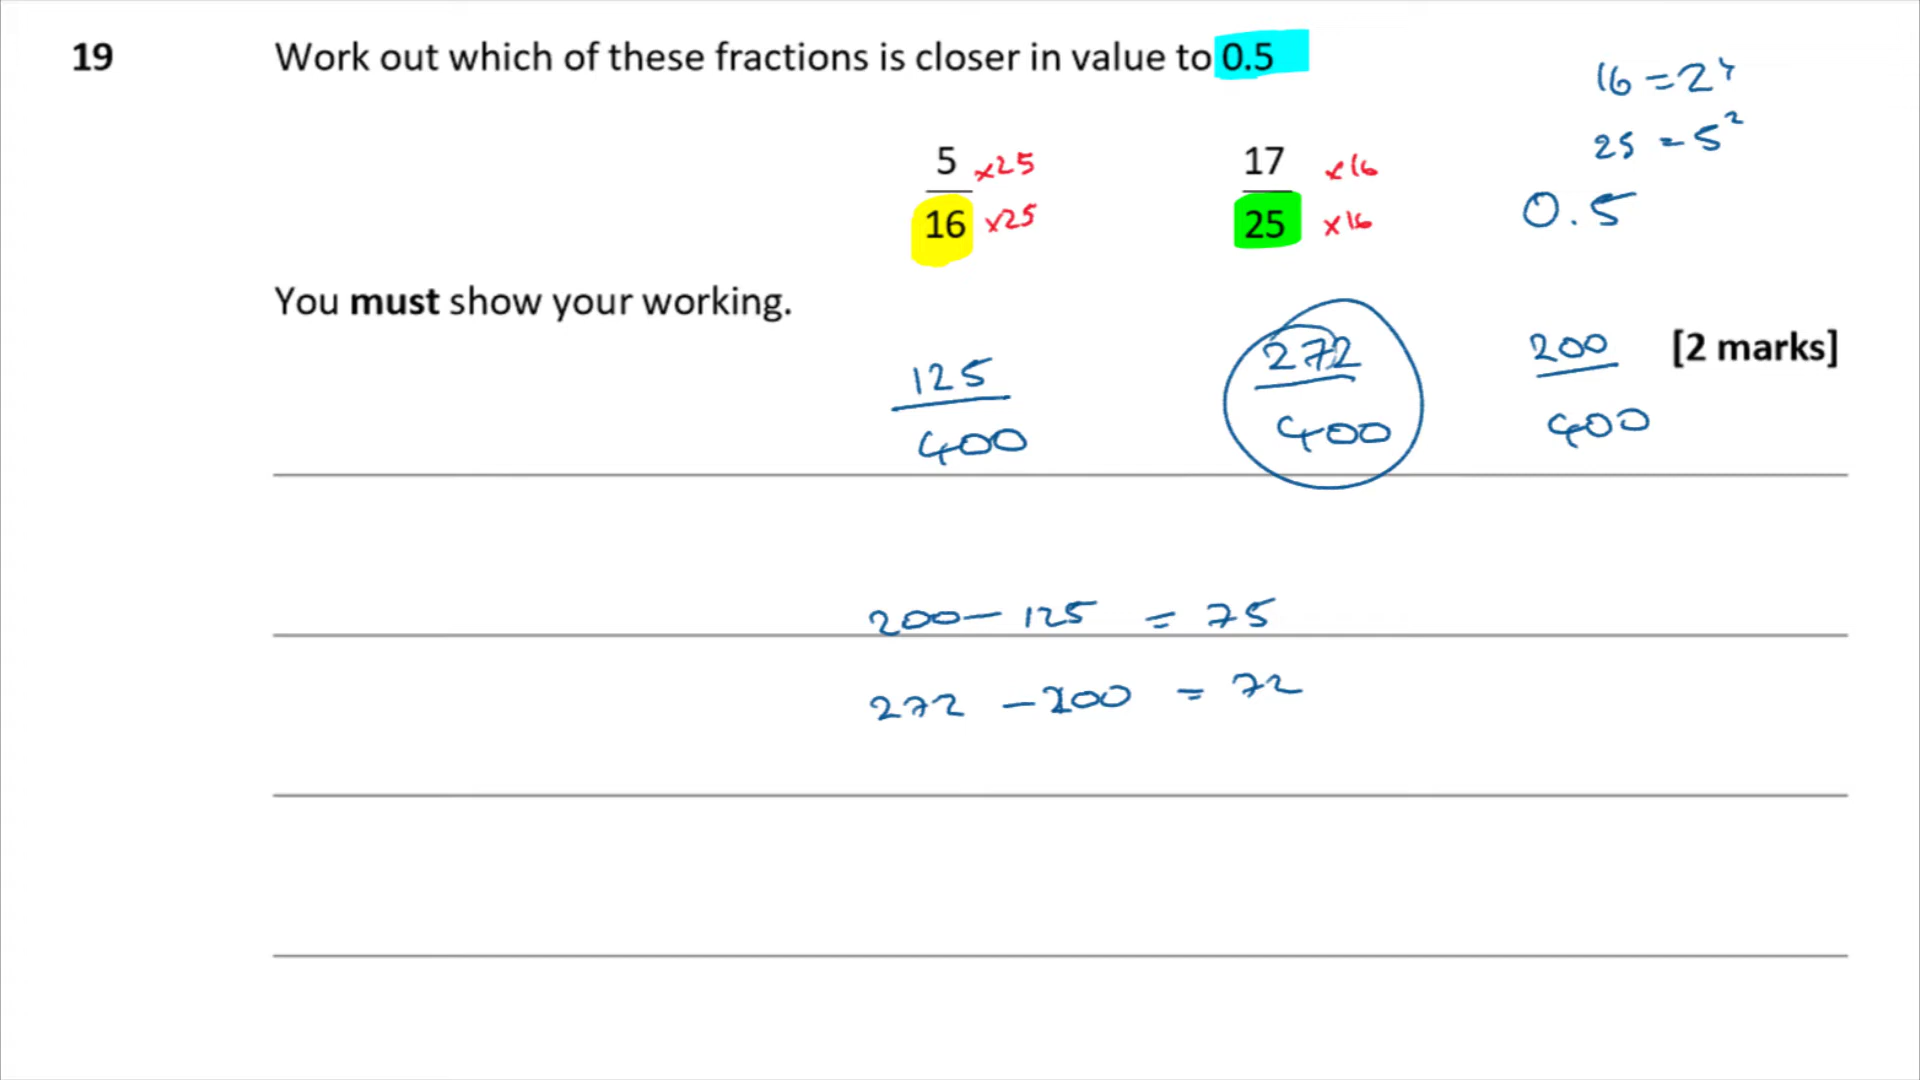 19 Work out which of these fractions is closer in value to 0.5
16 = 2⁴
25 = 5²
5 ×25 17 ×16
16 ×25 25 ×16
0.5
You must show your working.
[2 marks]
125 272 200
400 400 400
200 - 125 = 75
272 - 200 = 72